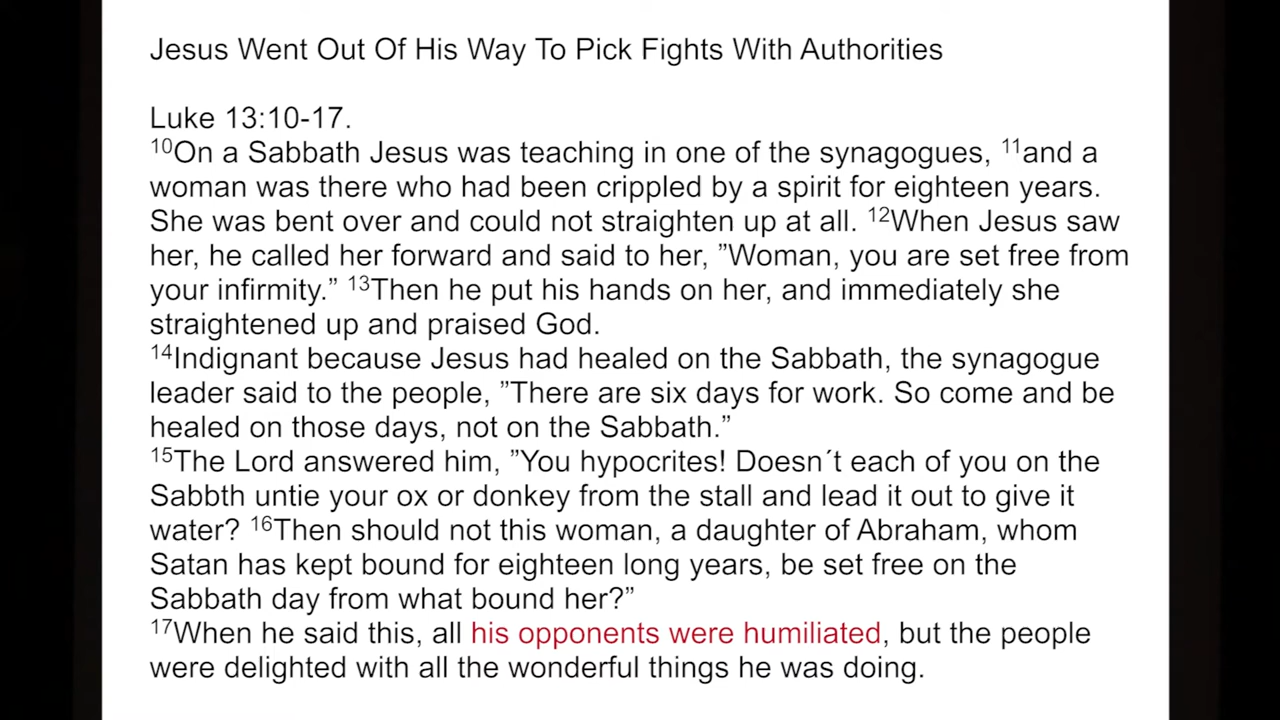 Jesus Went Out Of His Way To Pick Fights With Authorities
Luke 13:10-17.
¹⁰On a Sabbath Jesus was teaching in one of the synagogues, ¹¹and a
woman was there who had been crippled by a spirit for eighteen years.
She was bent over and could not straighten up at all. ¹²When Jesus saw
her, he called her forward and said to her, ”Woman, you are set free from
your infirmity.” ¹³Then he put his hands on her, and immediately she
straightened up and praised God.
¹⁴Indignant because Jesus had healed on the Sabbath, the synagogue
leader said to the people, ”There are six days for work. So come and be
healed on those days, not on the Sabbath.”
¹⁵The Lord answered him, ”You hypocrites! Doesn´t each of you on the
Sabbth untie your ox or donkey from the stall and lead it out to give it
water? ¹⁶Then should not this woman, a daughter of Abraham, whom
Satan has kept bound for eighteen long years, be set free on the
Sabbath day from what bound her?”
¹⁷When he said this, all his opponents were humiliated, but the people
were delighted with all the wonderful things he was doing.